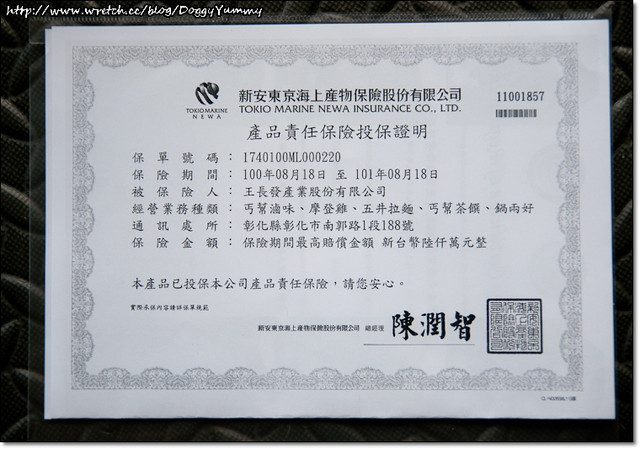 http://www.wretch.cc/blog/DoggyYummy
TOKIO MARINE
NEWA
新安東京海上產物保險股份有限公司
TOKIO MARINE NEWA INSURANCE CO., LTD.
11001857
產品責任保險投保證明
保單號碼：1740100ML000220
保險期間：100年08月18日 至 101年08月18日
被保險人：王長發產業股份有限公司
經營業務種類：丐幫滷味、摩登雞、五井拉麵、丐幫茶饌、鍋兩好
通訊處所：彰化縣彰化市南郭路1段188號
保險金額：保險期間最高賠償金額 新台幣陸仟萬元整
本產品已投保本公司產品責任保險，請您安心。
實際承保內容請詳保單規範
新安東京海上產物保險股份有限公司 總經理 陳潤智